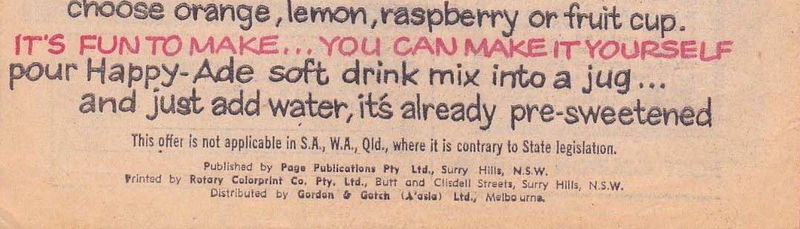 choose orange, lemon, raspberry or fruit cup.
IT'S FUN TO MAKE... YOU CAN MAKE IT YOURSELF
pour Happy-Ade soft drink mix into a jug...
and just add water, it's already pre-sweetened
This offer is not applicable in S.A., W.A., Qld., where it is contrary to State legislation.
Published by Page Publications Pty Ltd., Surry Hills, N.S.W.
Printed by Rotary Colorprint Co. Pty. Ltd., Butt and Clisdell Streets, Surry Hills, N.S.W.
Distributed by Gordon & Gotch (A'asia) Ltd., Melbourne.